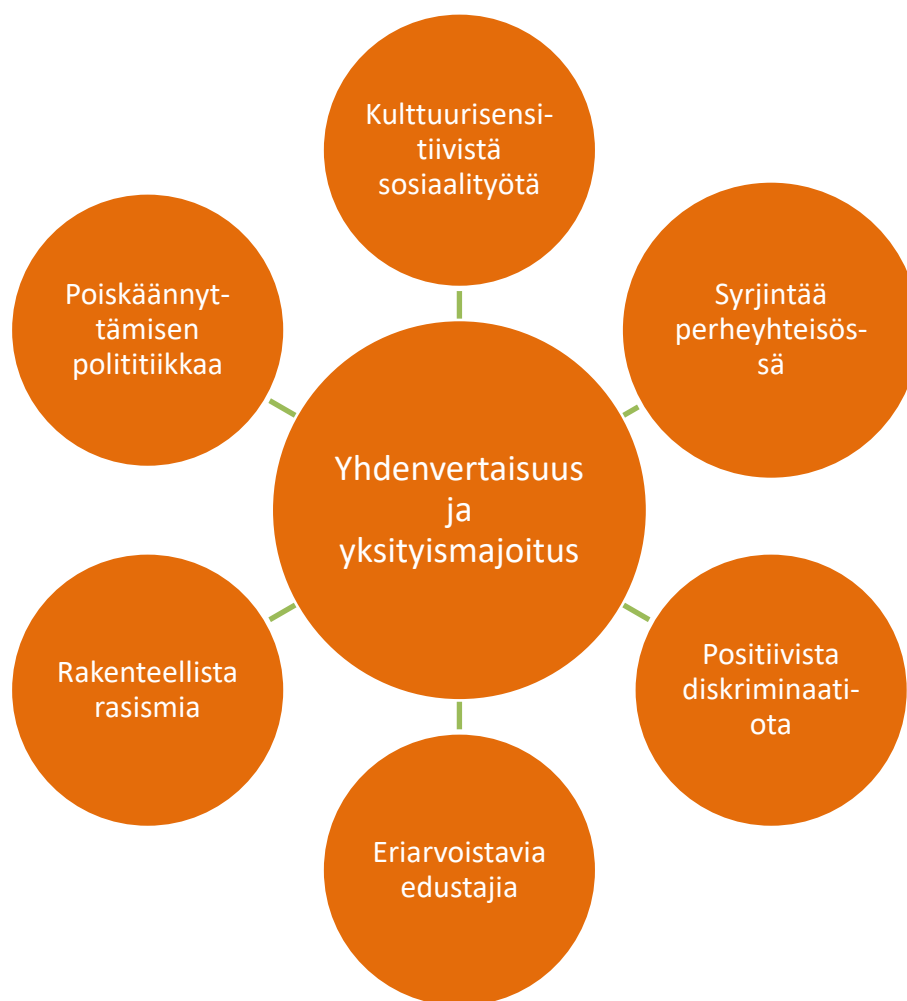 Kulttuurisensi-
tiivistä
sosiaalityötä
Syrjintää
perheyhteisös-
sä
Positiivista
diskriminaati-
ota
Eriarvoistavia
edustajia
Rakenteellista
rasismia
Poiskäännyt-
tämisen
polititiikkaa
Yhdenvertaisuus
ja
yksityismajoitus